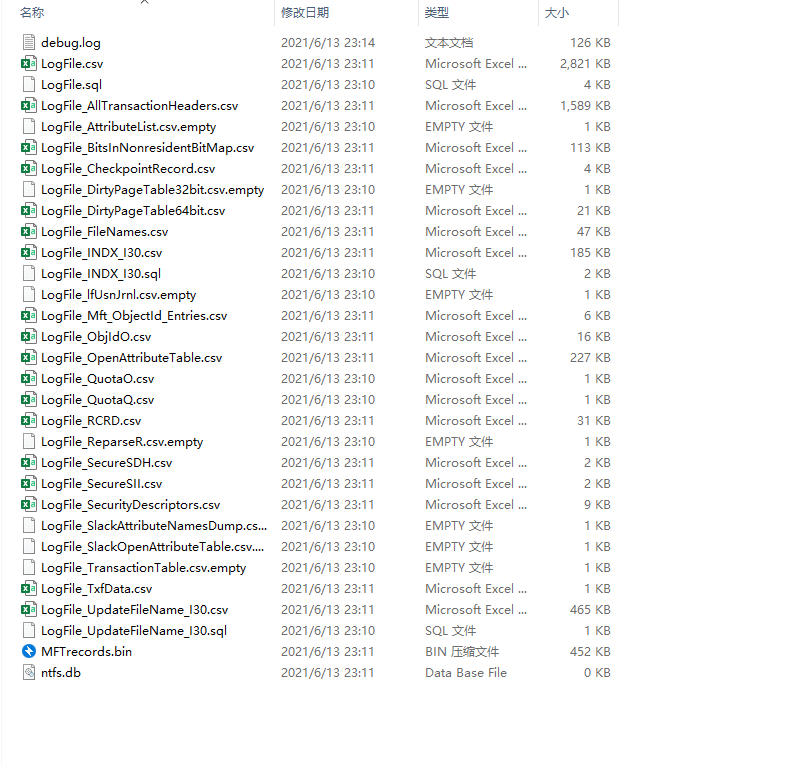 名称 修改日期 类型 大小
debug.log 2021/6/13 23:14 文本文档 126 KB
LogFile.csv 2021/6/13 23:11 Microsoft Excel ... 2,821 KB
LogFile.sql 2021/6/13 23:10 SQL 文件 4 KB
LogFile_AllTransactionHeaders.csv 2021/6/13 23:11 Microsoft Excel ... 1,589 KB
LogFile_AttributeList.csv.empty 2021/6/13 23:10 EMPTY 文件 1 KB
LogFile_BitsInNonresidentBitMap.csv 2021/6/13 23:11 Microsoft Excel ... 113 KB
LogFile_CheckpointRecord.csv 2021/6/13 23:11 Microsoft Excel ... 4 KB
LogFile_DirtyPageTable32bit.csv.empty 2021/6/13 23:10 EMPTY 文件 1 KB
LogFile_DirtyPageTable64bit.csv 2021/6/13 23:11 Microsoft Excel ... 21 KB
LogFile_FileNames.csv 2021/6/13 23:11 Microsoft Excel ... 47 KB
LogFile_INDX_I30.csv 2021/6/13 23:11 Microsoft Excel ... 185 KB
LogFile_INDX_I30.sql 2021/6/13 23:10 SQL 文件 2 KB
LogFile_lfUsnJrnl.csv.empty 2021/6/13 23:10 EMPTY 文件 1 KB
LogFile_Mft_ObjectId_Entries.csv 2021/6/13 23:11 Microsoft Excel ... 6 KB
LogFile_ObjIdO.csv 2021/6/13 23:11 Microsoft Excel ... 16 KB
LogFile_OpenAttributeTable.csv 2021/6/13 23:11 Microsoft Excel ... 227 KB
LogFile_QuotaO.csv 2021/6/13 23:10 Microsoft Excel ... 1 KB
LogFile_QuotaQ.csv 2021/6/13 23:10 Microsoft Excel ... 1 KB
LogFile_RCRD.csv 2021/6/13 23:11 Microsoft Excel ... 31 KB
LogFile_ReparseR.csv.empty 2021/6/13 23:10 EMPTY 文件 1 KB
LogFile_SecureSDH.csv 2021/6/13 23:11 Microsoft Excel ... 2 KB
LogFile_SecureSII.csv 2021/6/13 23:11 Microsoft Excel ... 2 KB
LogFile_SecurityDescriptors.csv 2021/6/13 23:11 Microsoft Excel ... 9 KB
LogFile_SlackAttributeNamesDump.cs... 2021/6/13 23:10 EMPTY 文件 1 KB
LogFile_SlackOpenAttributeTable.csv.... 2021/6/13 23:10 EMPTY 文件 1 KB
LogFile_TransactionTable.csv.empty 2021/6/13 23:10 EMPTY 文件 1 KB
LogFile_TxfData.csv 2021/6/13 23:11 Microsoft Excel ... 1 KB
LogFile_UpdateFileName_I30.csv 2021/6/13 23:11 Microsoft Excel ... 465 KB
LogFile_UpdateFileName_I30.sql 2021/6/13 23:10 SQL 文件 1 KB
MFTrecords.bin 2021/6/13 23:11 BIN 压缩文件 452 KB
ntfs.db 2021/6/13 23:11 Data Base File 0 KB